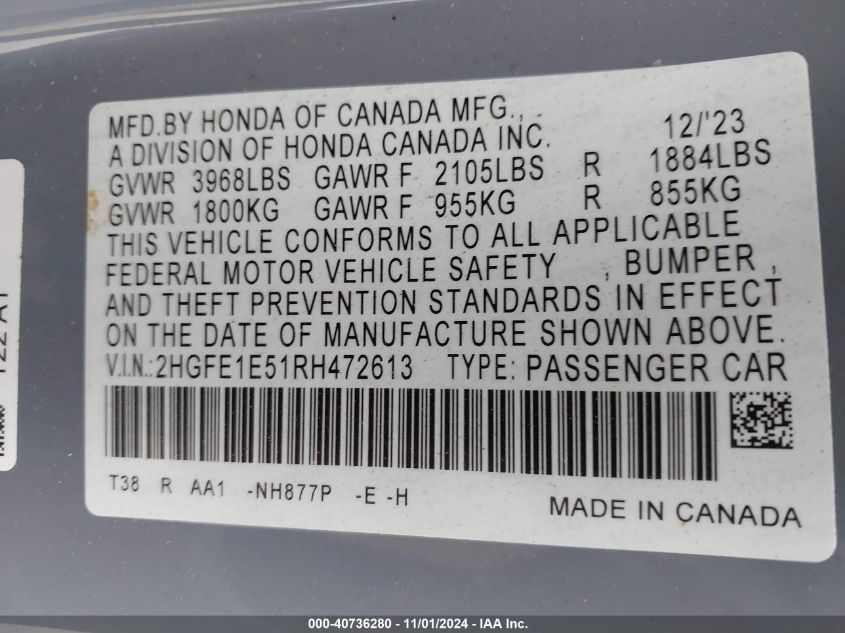 MFD.BY HONDA OF CANADA MFG.,
A DIVISION OF HONDA CANADA INC. 12/'23
GVWR 3968LBS GAWR F 2105LBS R 1884LBS
GVWR 1800KG GAWR F 955KG R 855KG
THIS VEHICLE CONFORMS TO ALL APPLICABLE
FEDERAL MOTOR VEHICLE SAFETY , BUMPER ,
AND THEFT PREVENTION STANDARDS IN EFFECT
ON THE DATE OF MANUFACTURE SHOWN ABOVE.
V.I.N.:2HGFE1E51RH472613 TYPE: PASSENGER CAR
T38 R AA1 -NH877P -E -H
MADE IN CANADA
000-40736280 - 11/01/2024 - IAA Inc.